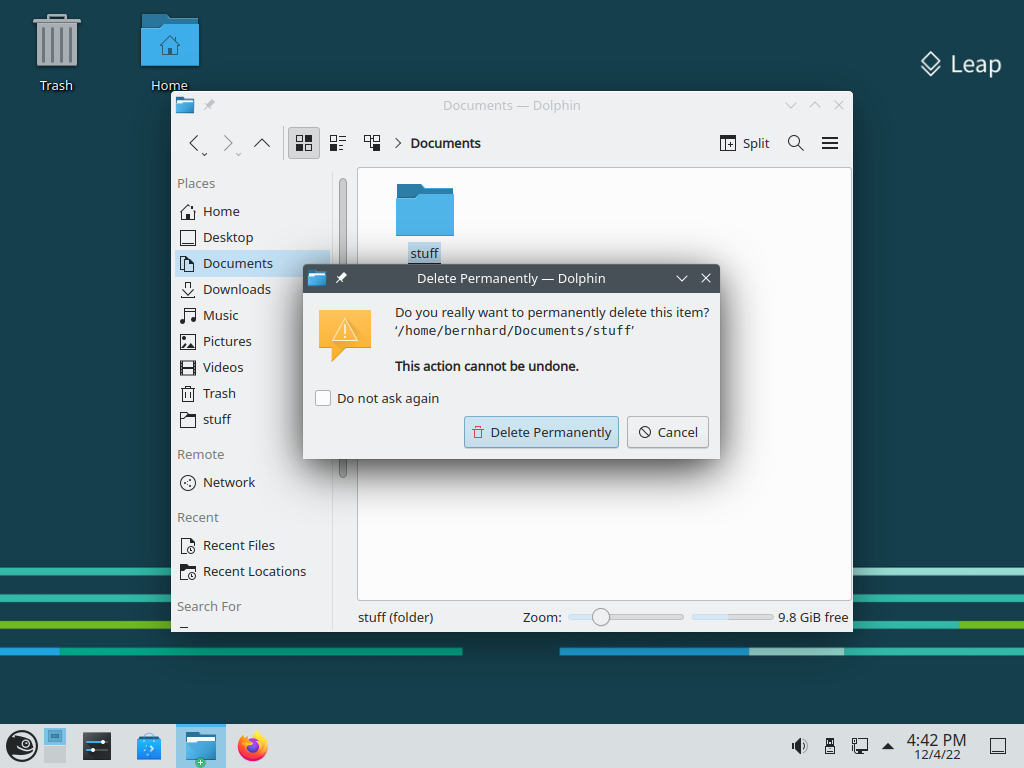 Trash
Home
Leap
Documents — Dolphin
Documents
Split
Places
Home
Desktop
Documents
Downloads
Music
Pictures
Videos
Trash
stuff
Remote
Network
Recent
Recent Files
Recent Locations
Search For
stuff
Delete Permanently — Dolphin
Do you really want to permanently delete this item?
‘/home/bernhard/Documents/stuff’
This action cannot be undone.
Do not ask again
Delete Permanently
Cancel
stuff (folder)
Zoom:
9.8 GiB free
4:42 PM
12/4/22